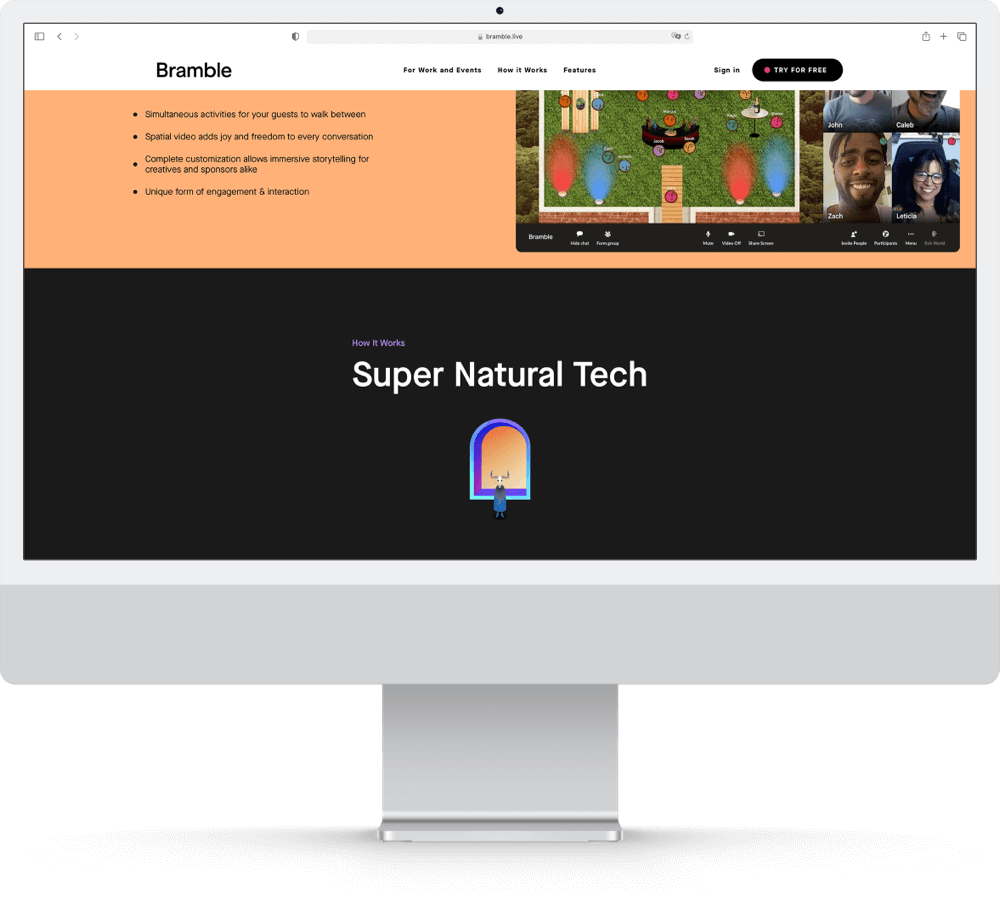 bramble.live
Bramble
For Work and Events
How it Works
Features
Sign in
TRY FOR FREE
Simultaneous activities for your guests to walk between
Spatial video adds joy and freedom to every conversation
Complete customization allows immersive storytelling for
creatives and sponsors alike
Unique form of engagement & interaction
John
Caleb
Zach
Leticia
Bramble
Hide chat
Form group
Mute
Video Off
Share Screen
Invite People
Participants
Menu
Exit World
How It Works
Super Natural Tech